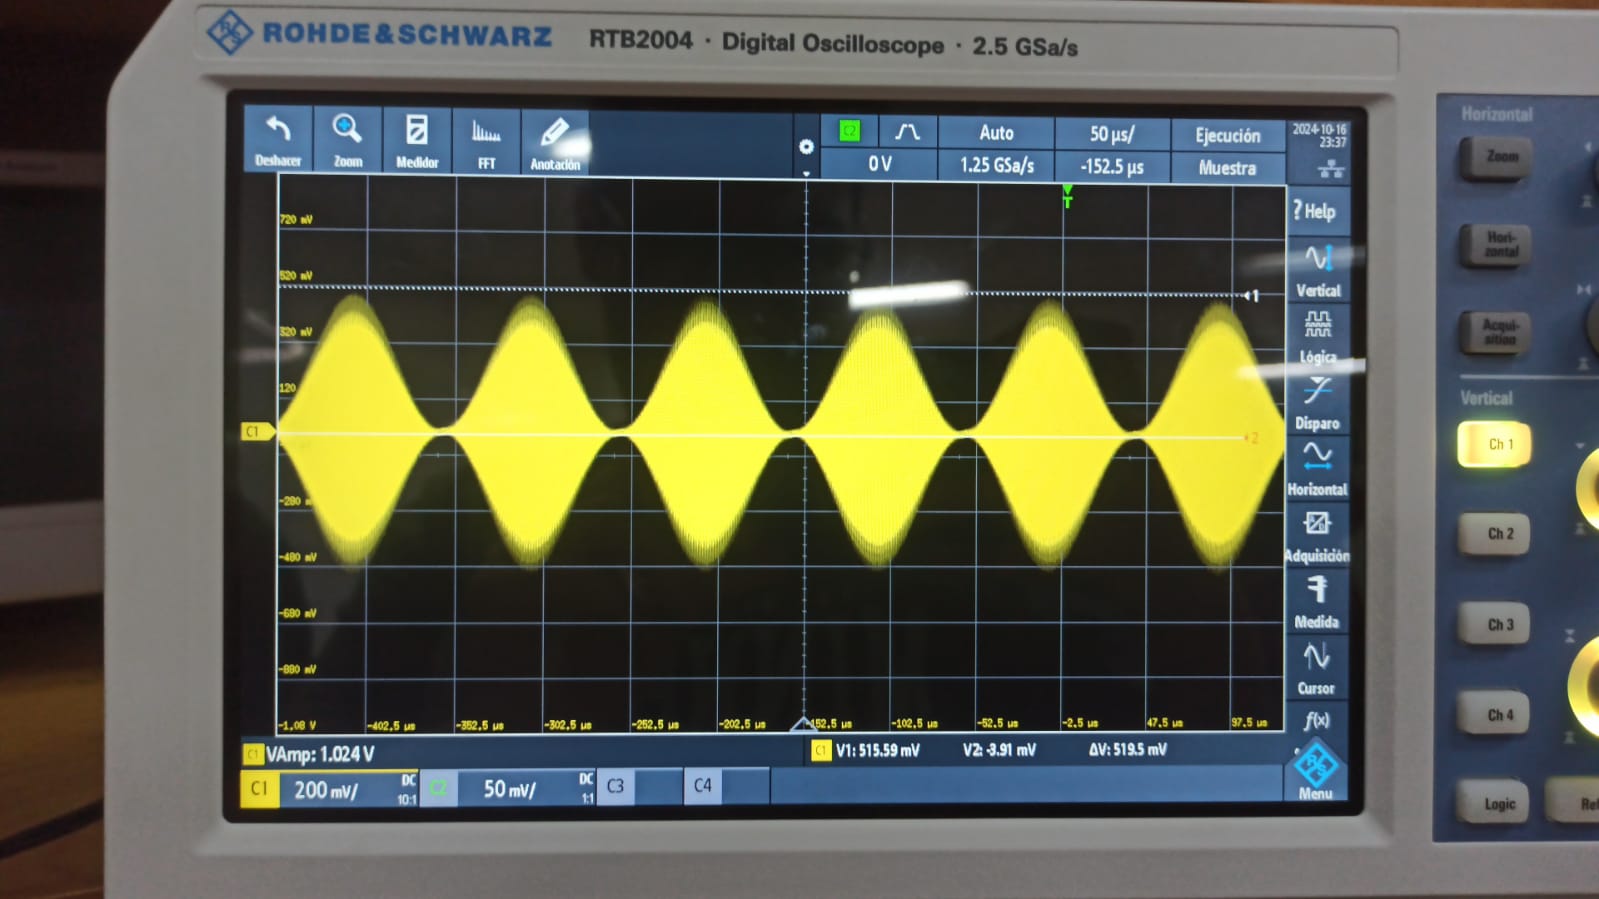 ROHDE&SCHWARZ RTB2004 · Digital Oscilloscope · 2.5 GSa/s
Deshacer Zoom Medidor FFT Anotación
C2 Auto 50 µs/ Ejecución 2024-10-16
23:37
0 V 1.25 GSa/s -152.5 µs Muestra
T
? Help
Vertical
Lógica
Disparo
Horizontal
Adquisición
Medida
Cursor
f(x)
Menu
720 mV
520 mV
1
320 mV
120
C1
2
-280
-480 mV
-680 mV
-880 mV
-1.08 V -402.5 µs -352.5 µs -302.5 µs -252.5 µs -202.5 µs -152.5 µs -102.5 µs -52.5 µs -2.5 µs 47.5 µs 97.5 µs
C1 VAmp: 1.024 V
C1 V1: 515.59 mV V2: -3.91 mV ΔV: 519.5 mV
C1 200 mV/ DC 10:1 C2 50 mV/ DC 1:1 C3 C4
Horizontal
Zoom
Hori-
zontal
Acqui-
sition
Vertical
Ch 1
Ch 2
Ch 3
Ch 4
Logic